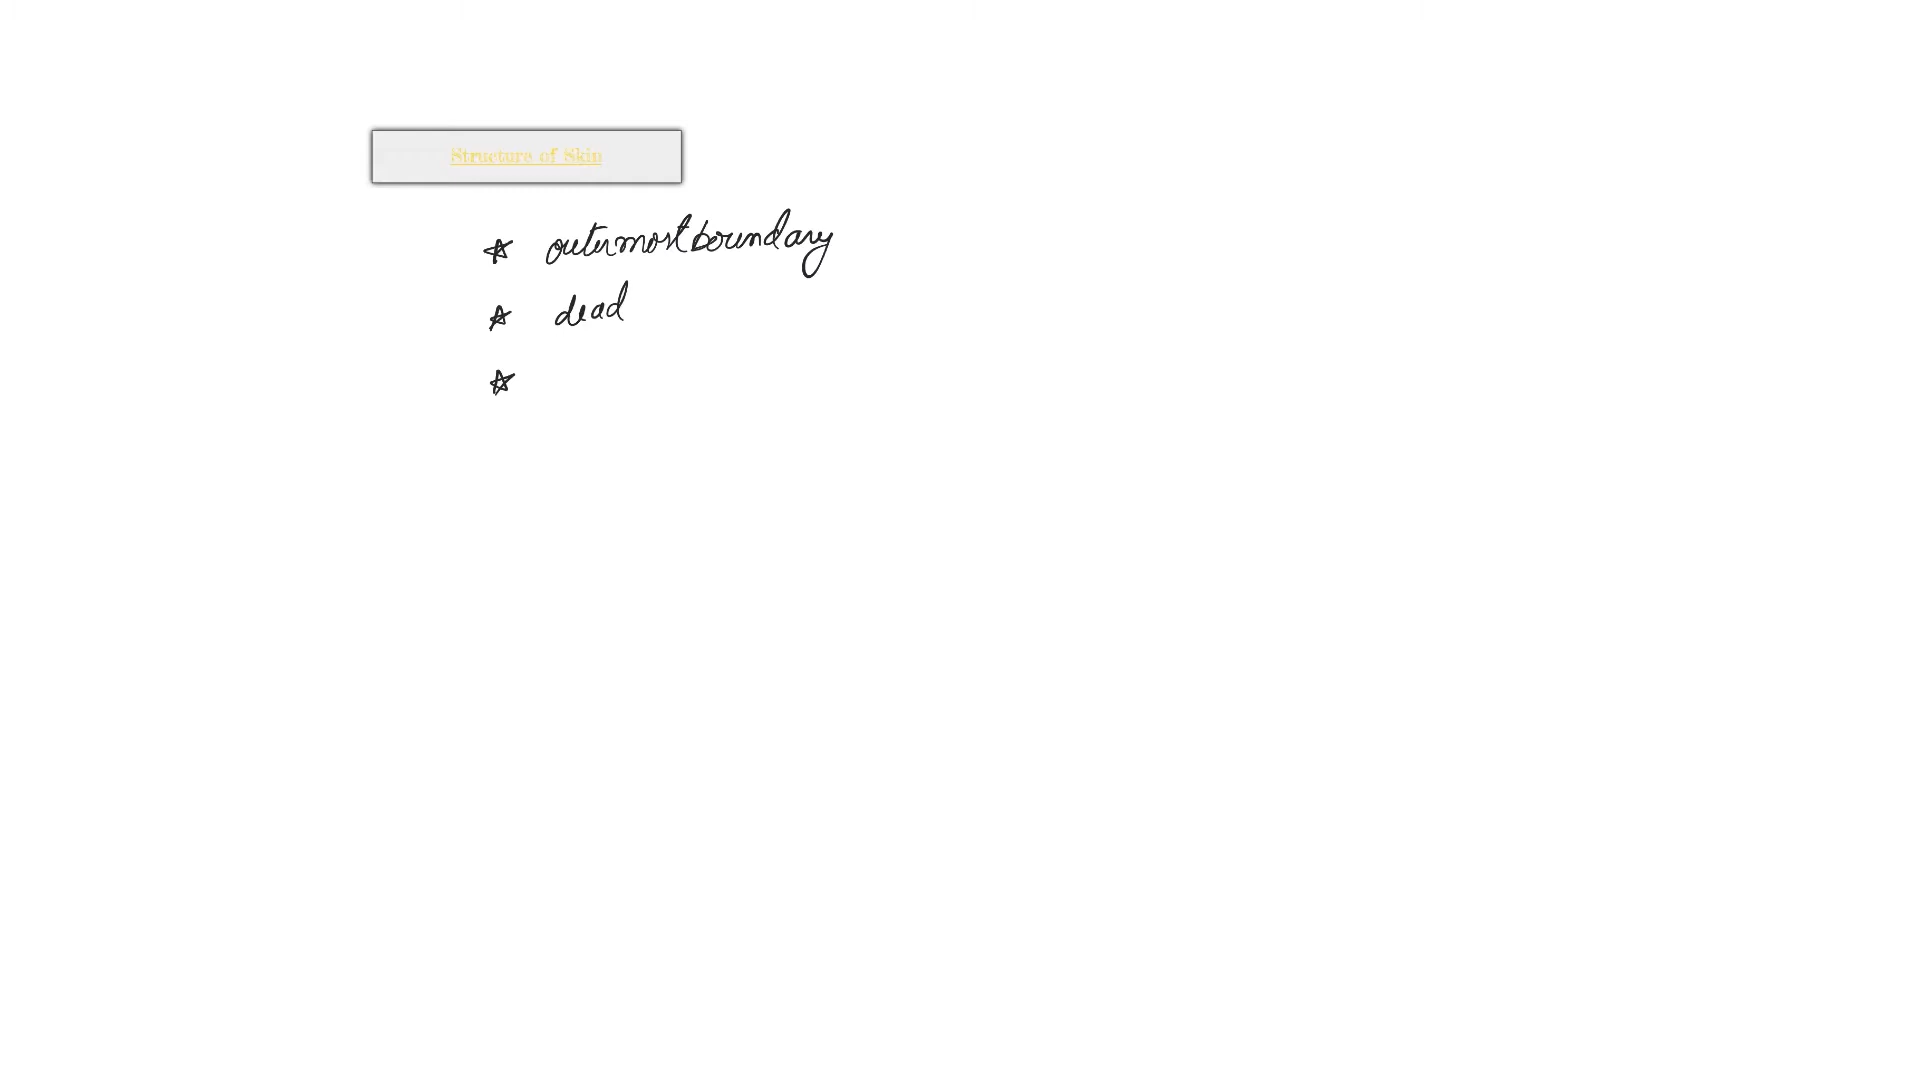 Structure of Skin
☆ outermost boundary
☆ dead
☆